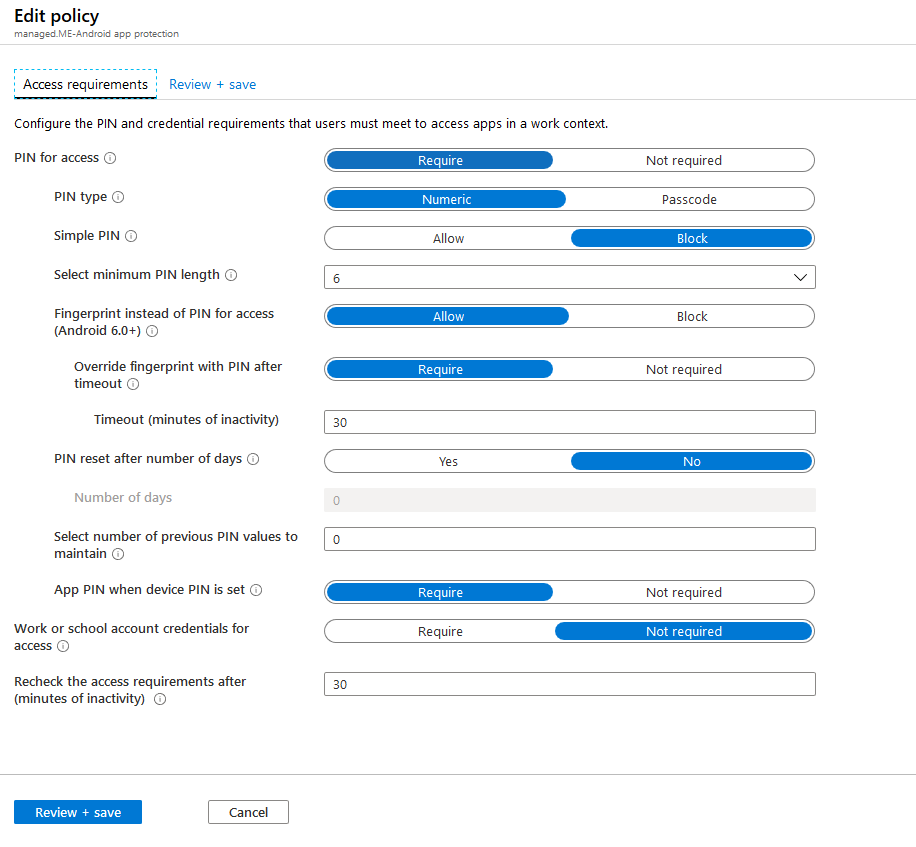 Edit policy
managed.ME-Android app protection
Access requirements Review + save
Configure the PIN and credential requirements that users must meet to access apps in a work context.
PIN for access Require Not required
PIN type Numeric Passcode
Simple PIN Allow Block
Select minimum PIN length 6
Fingerprint instead of PIN for access
(Android 6.0+) Allow Block
Override fingerprint with PIN after
timeout Require Not required
Timeout (minutes of inactivity) 30
PIN reset after number of days Yes No
Number of days 0
Select number of previous PIN values to
maintain 0
App PIN when device PIN is set Require Not required
Work or school account credentials for
access Require Not required
Recheck the access requirements after
(minutes of inactivity) 30
Review + save Cancel